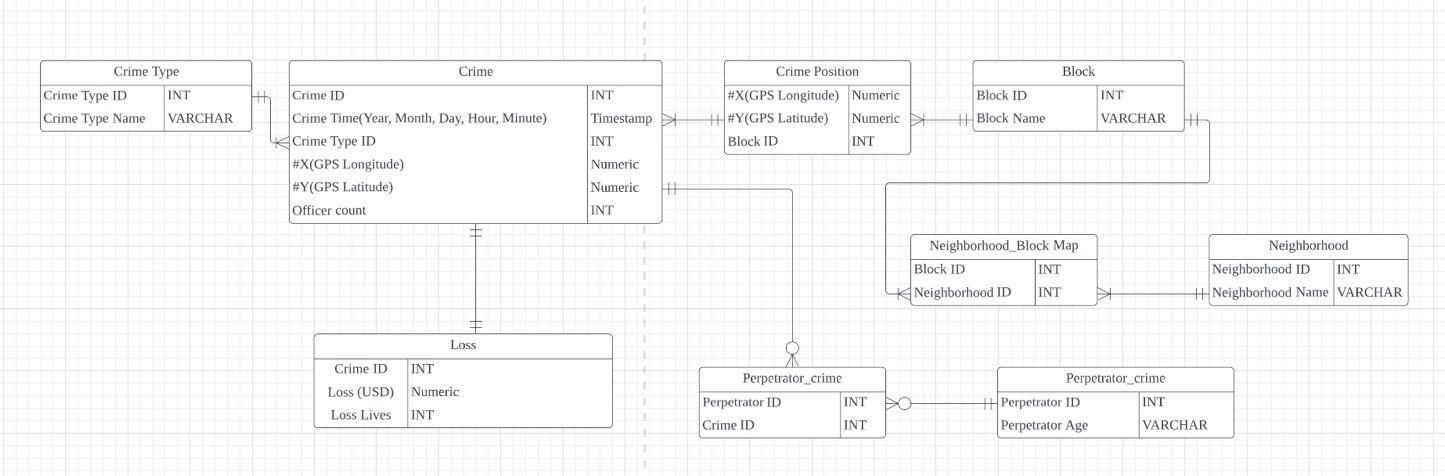 Crime Type
Crime Type ID INT
Crime Type Name VARCHAR
Crime
Crime ID INT
Crime Time(Year, Month, Day, Hour, Minute) Timestamp
Crime Type ID INT
#X(GPS Longitude) Numeric
#Y(GPS Latitude) Numeric
Officer count INT
Crime Position
#X(GPS Longitude) Numeric
#Y(GPS Latitude) Numeric
Block ID INT
Block
Block ID INT
Block Name VARCHAR
Neighborhood_Block Map
Block ID INT
Neighborhood ID INT
Neighborhood
Neighborhood ID INT
Neighborhood Name VARCHAR
Loss
Crime ID INT
Loss (USD) Numeric
Loss Lives INT
Perpetrator_crime
Perpetrator ID INT
Crime ID INT
Perpetrator_crime
Perpetrator ID INT
Perpetrator Age VARCHAR